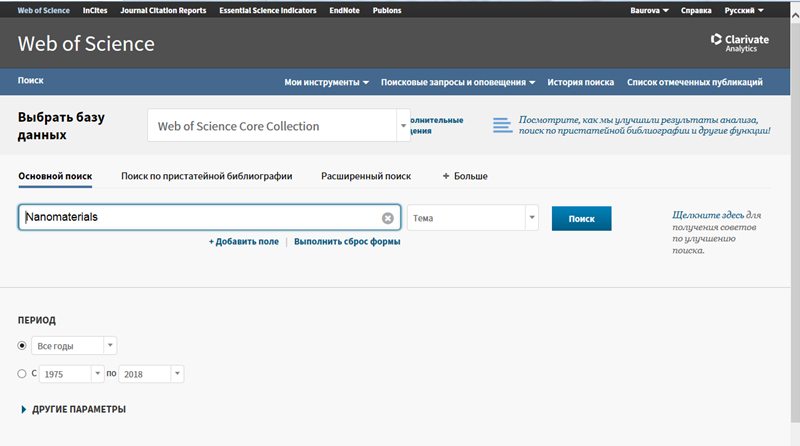 Web of Science InCites Journal Citation Reports Essential Science Indicators EndNote Publons Baurova Справка Русский
Web of Science
Clarivate
Analytics
Поиск Мои инструменты Поисковые запросы и оповещения История поиска Список отмеченных публикаций
Выбрать базу
данных
Web of Science Core Collection
Посмотрите, как мы улучшили результаты анализа,
поиск по пристатейной библиографии и другие функции!
Основной поиск Поиск по пристатейной библиографии Расширенный поиск + Больше
Nanomaterials Тема Поиск
Щелкните здесь для
получения советов
по улучшению
поиска.
+ Добавить поле | Выполнить сброс формы
ПЕРИОД
Все годы
С 1975 по 2018
ДРУГИЕ ПАРАМЕТРЫ